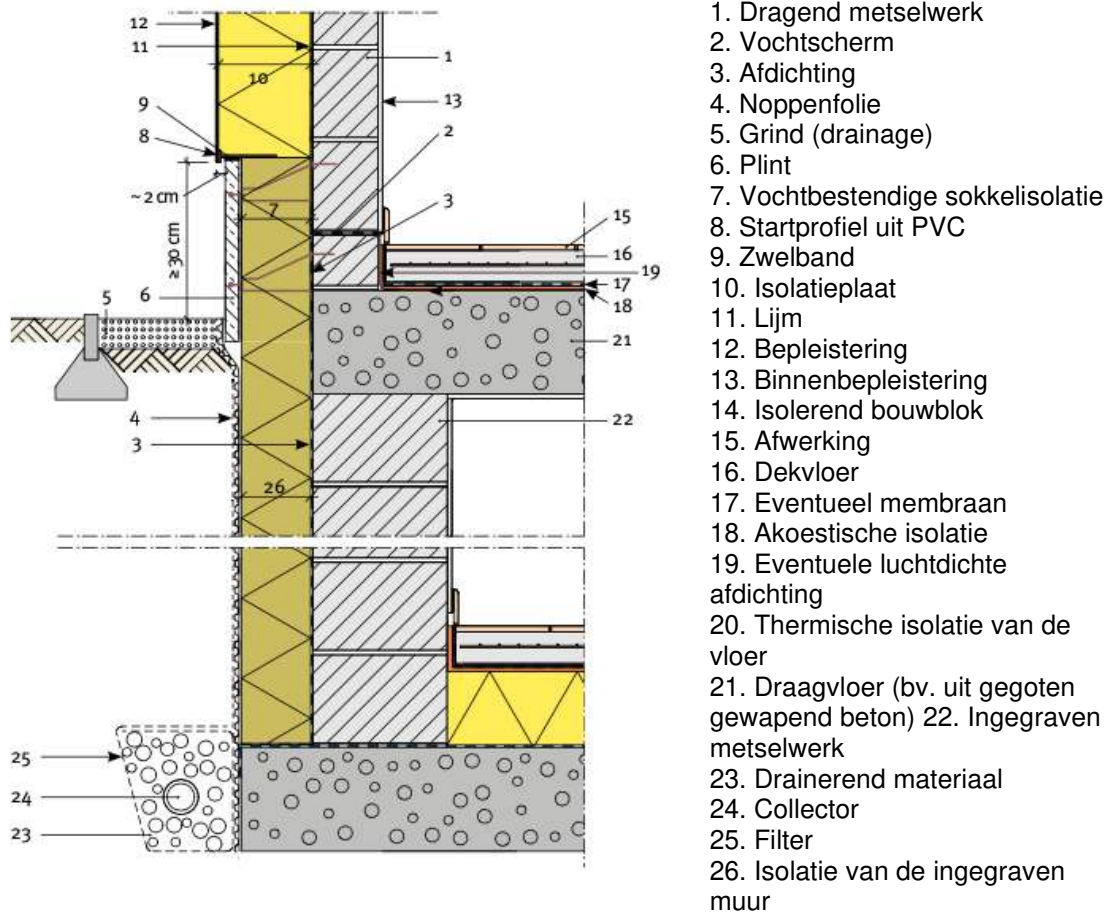 12
11
10
1
13
9
8
2
~2 cm
7
3
15
≥30 cm
16
19
17
6
18
5
21
4
3
22
26
25
24
23
1. Dragend metselwerk
2. Vochtscherm
3. Afdichting
4. Noppenfolie
5. Grind (drainage)
6. Plint
7. Vochtbestendige sokkelisolatie
8. Startprofiel uit PVC
9. Zwelband
10. Isolatieplaat
11. Lijm
12. Bepleistering
13. Binnenbepleistering
14. Isolerend bouwblok
15. Afwerking
16. Dekvloer
17. Eventueel membraan
18. Akoestische isolatie
19. Eventuele luchtdichte
afdichting
20. Thermische isolatie van de
vloer
21. Draagvloer (bv. uit gegoten
gewapend beton) 22. Ingegraven
metselwerk
23. Drainerend materiaal
24. Collector
25. Filter
26. Isolatie van de ingegraven
muur